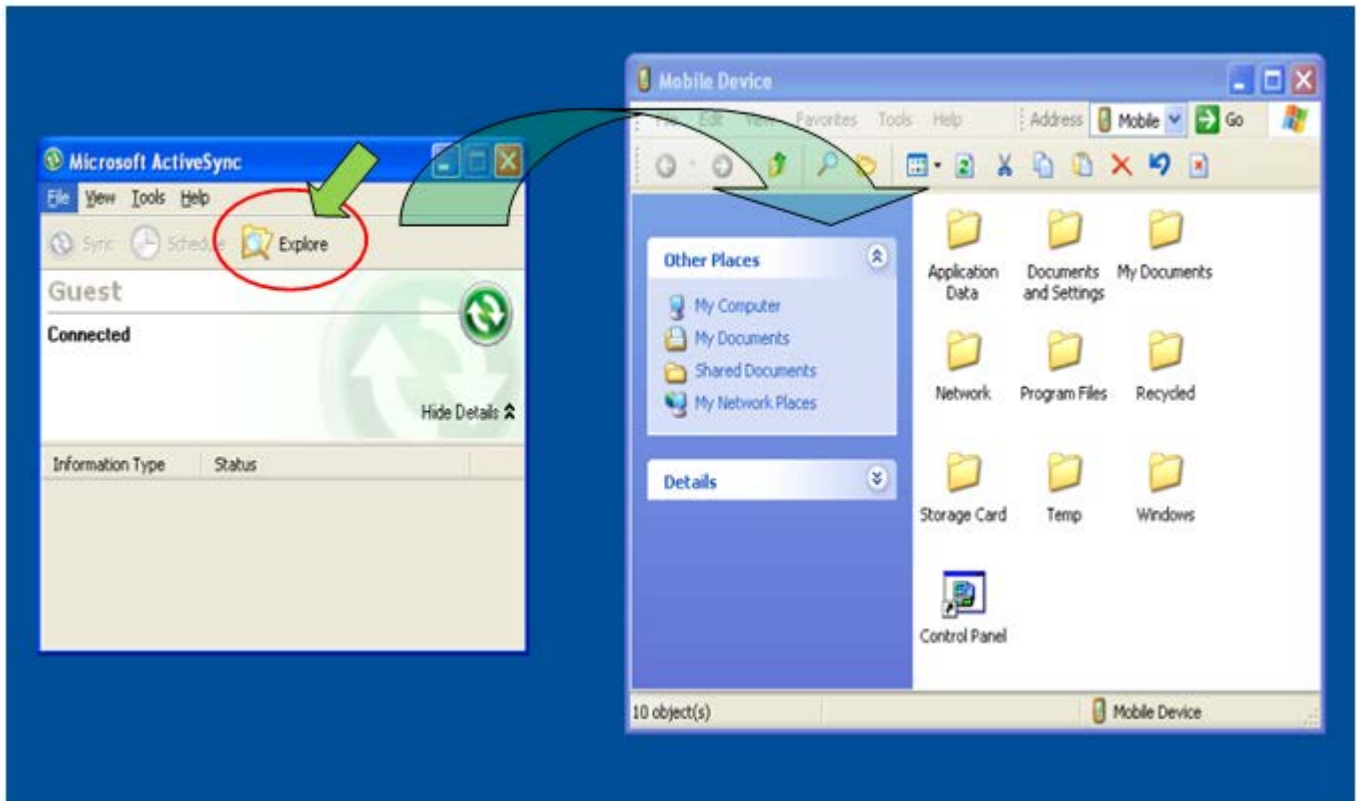 Microsoft ActiveSync
File View Tools Help
Sync Schedule Explore
Guest
Connected
Hide Details
Information Type Status
Mobile Device
Edit View Favorites Tools Help Address Mobile Go
Other Places
My Computer
My Documents
Shared Documents
My Network Places
Details
Application Data
Documents and Settings
My Documents
Network Program Files Recycled
Storage Card Temp Windows
Control Panel
10 object(s) Mobile Device